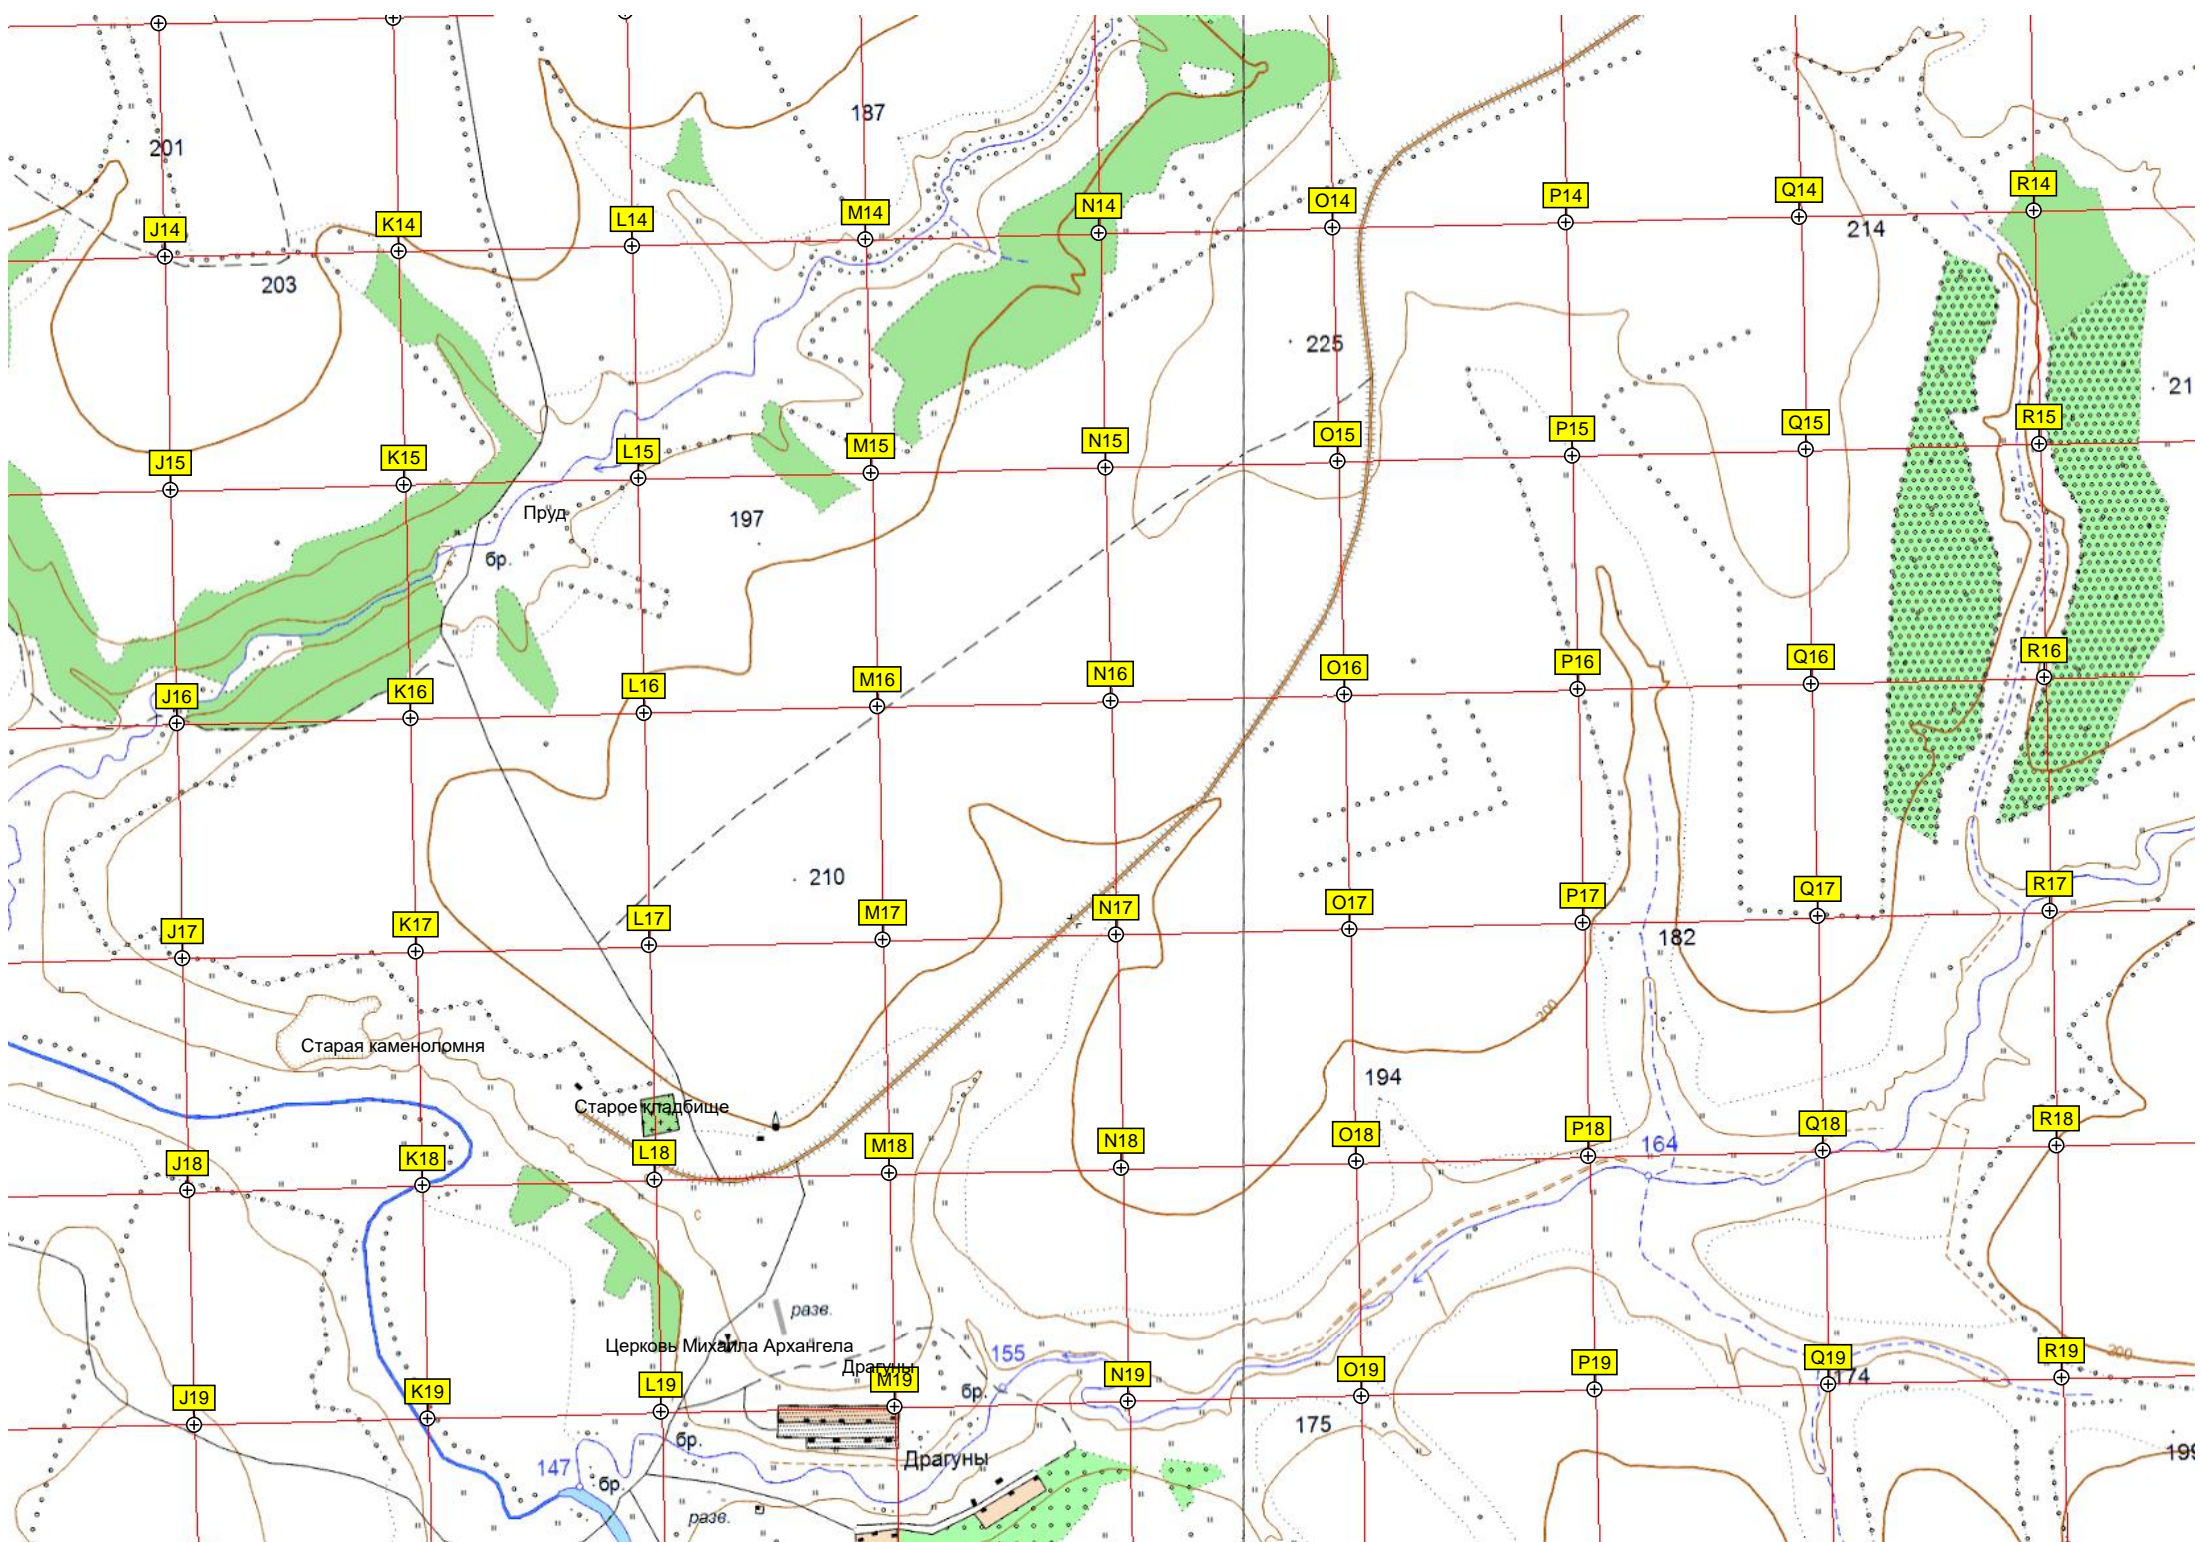 187
201
J14
K14
L14
M14
N14
O14
P14
Q14
R14
214
203
225
21
J15
K15
L15
M15
N15
O15
P15
Q15
R15
Пруд
197
бр.
J16
K16
L16
M16
N16
O16
P16
Q16
R16
210
J17
K17
L17
M17
N17
O17
P17
Q17
R17
182
200
Старая каменоломня
194
Старое кладбище
с
J18
K18
L18
M18
N18
O18
P18
164
Q18
R18
с
разв.
Церковь Михаила Архангела
155
Драгуны
J19
K19
L19
M19
бр.
N19
O19
P19
Q19
174
R19
200
175
бр.
Драгуны
147
бр.
199
разв.